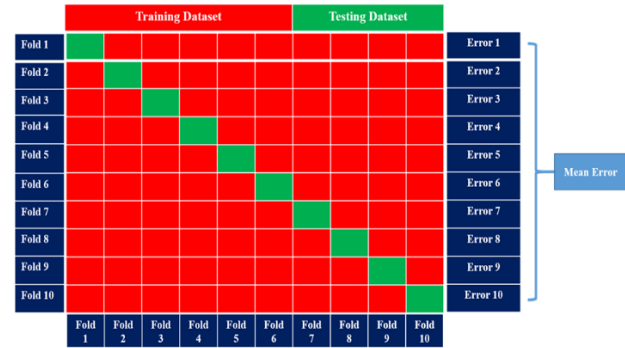 Training Dataset Testing Dataset
Fold 1 Error 1
Fold 2 Error 2
Fold 3 Error 3
Fold 4 Error 4
Fold 5 Error 5
Fold 6 Error 6
Mean Error
Fold 7 Error 7
Fold 8 Error 8
Fold 9 Error 9
Fold 10 Error 10
Fold Fold Fold Fold Fold Fold Fold Fold Fold Fold
1 2 3 4 5 6 7 8 9 10